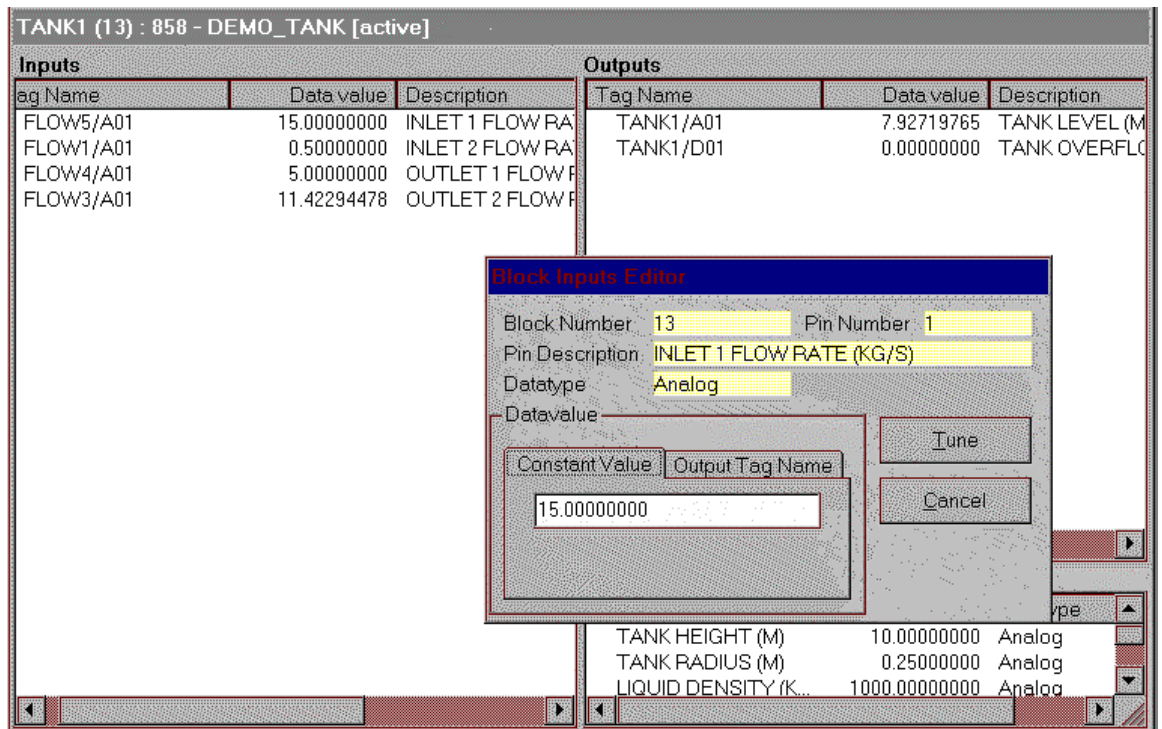 TANK1 (13) : 858 - DEMO_TANK [active]
Inputs
ag Name Data value Description
FLOW5/A01 15.00000000 INLET 1 FLOW RA
FLOW1/A01 0.50000000 INLET 2 FLOW RA
FLOW4/A01 5.00000000 OUTLET 1 FLOW F
FLOW3/A01 11.42294478 OUTLET 2 FLOW F
Outputs
Tag Name Data value Description
TANK1/A01 7.92719765 TANK LEVEL (M
TANK1/D01 0.00000000 TANK OVERFLO
Block Inputs Editor
Block Number 13 Pin Number 1
Pin Description INLET 1 FLOW RATE (KG/S)
Datatype Analog
Datavalue
Constant Value Output Tag Name
15.00000000
Tune
Cancel
ype
TANK HEIGHT (M) 10.00000000 Analog
TANK RADIUS (M) 0.25000000 Analog
LIQUID DENSITY (K... 1000.00000000 Analog